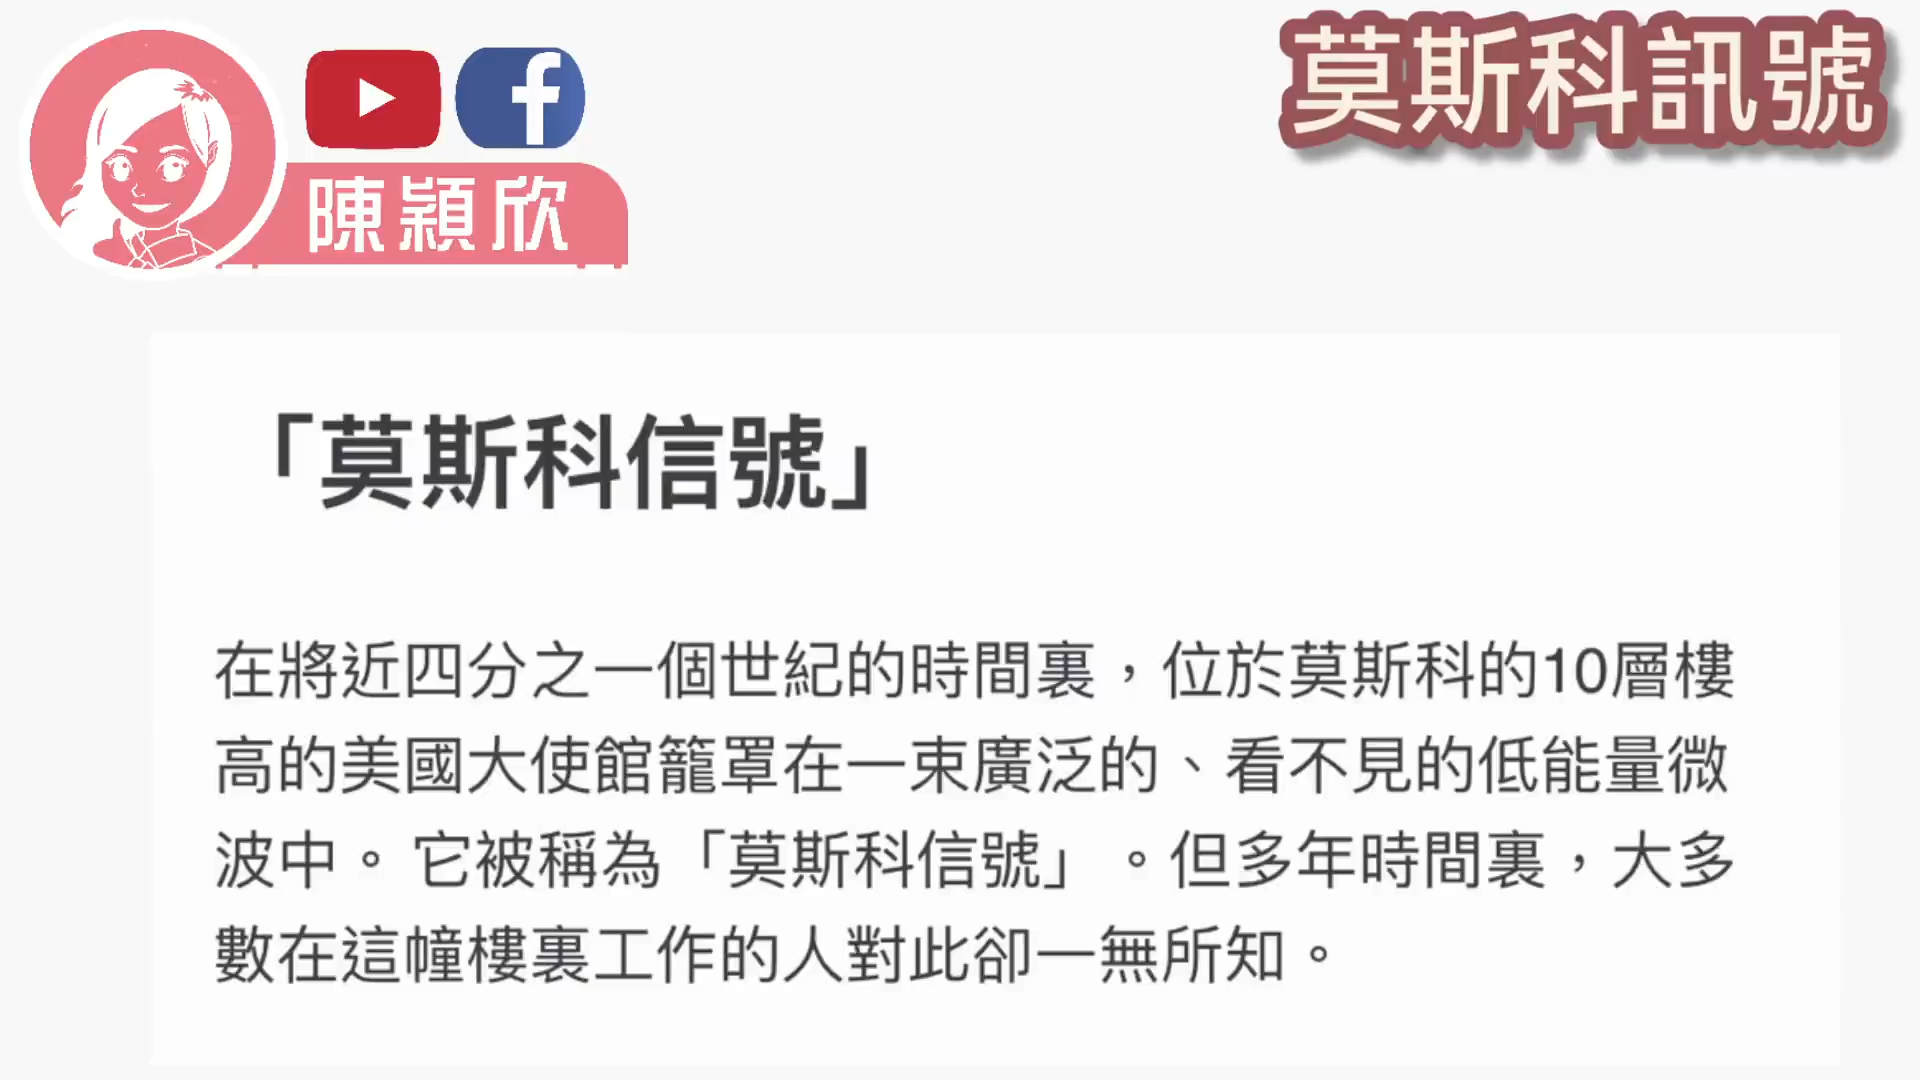 莫斯科訊號
陳穎欣
「莫斯科信號」
在將近四分之一個世紀的時間裏，位於莫斯科的10層樓
高的美國大使館籠罩在一束廣泛的、看不見的低能量微
波中。它被稱為「莫斯科信號」。但多年時間裏，大多
數在這幢樓裏工作的人對此卻一無所知。